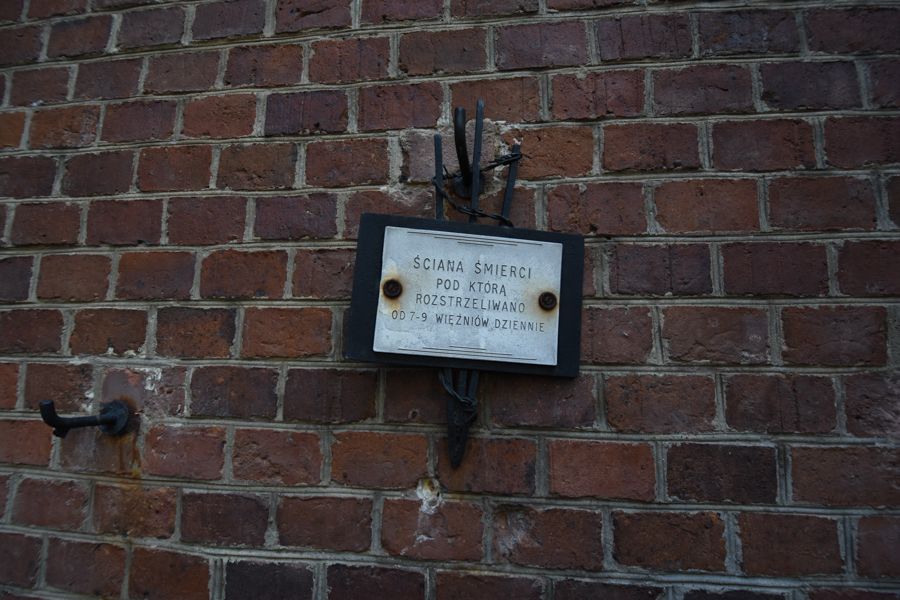 ŚCIANA ŚMIERCI
POD KTÓRĄ
ROZSTRZELIWANO
OD 7-9 WIĘŹNIÓW DZIENNIE